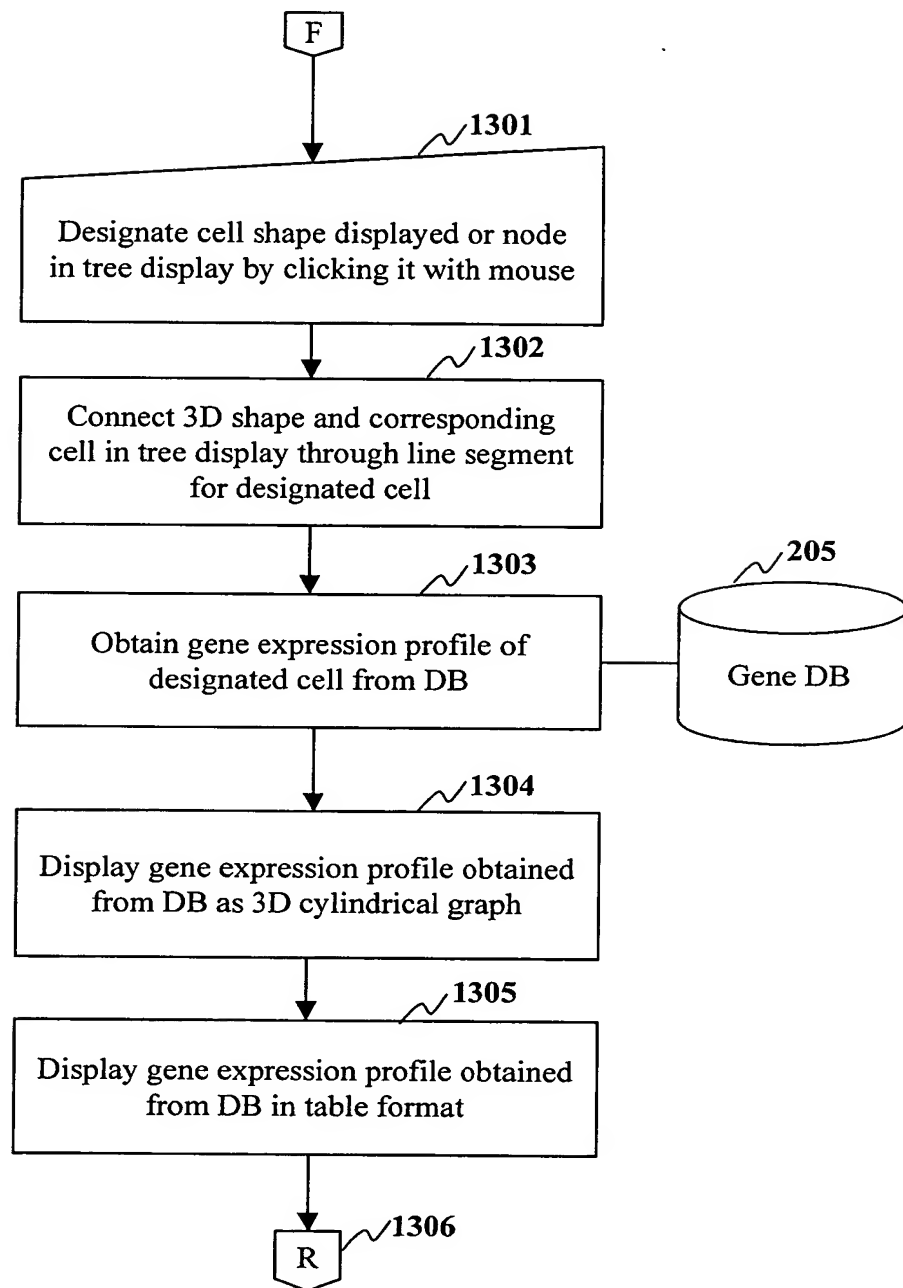 F
1301
Designate cell shape displayed or node
in tree display by clicking it with mouse
1302
Connect 3D shape and corresponding
cell in tree display through line segment
for designated cell
1303
205
Obtain gene expression profile of
designated cell from DB
Gene DB
1304
Display gene expression profile obtained
from DB as 3D cylindrical graph
1305
Display gene expression profile obtained
from DB in table format
1306
R